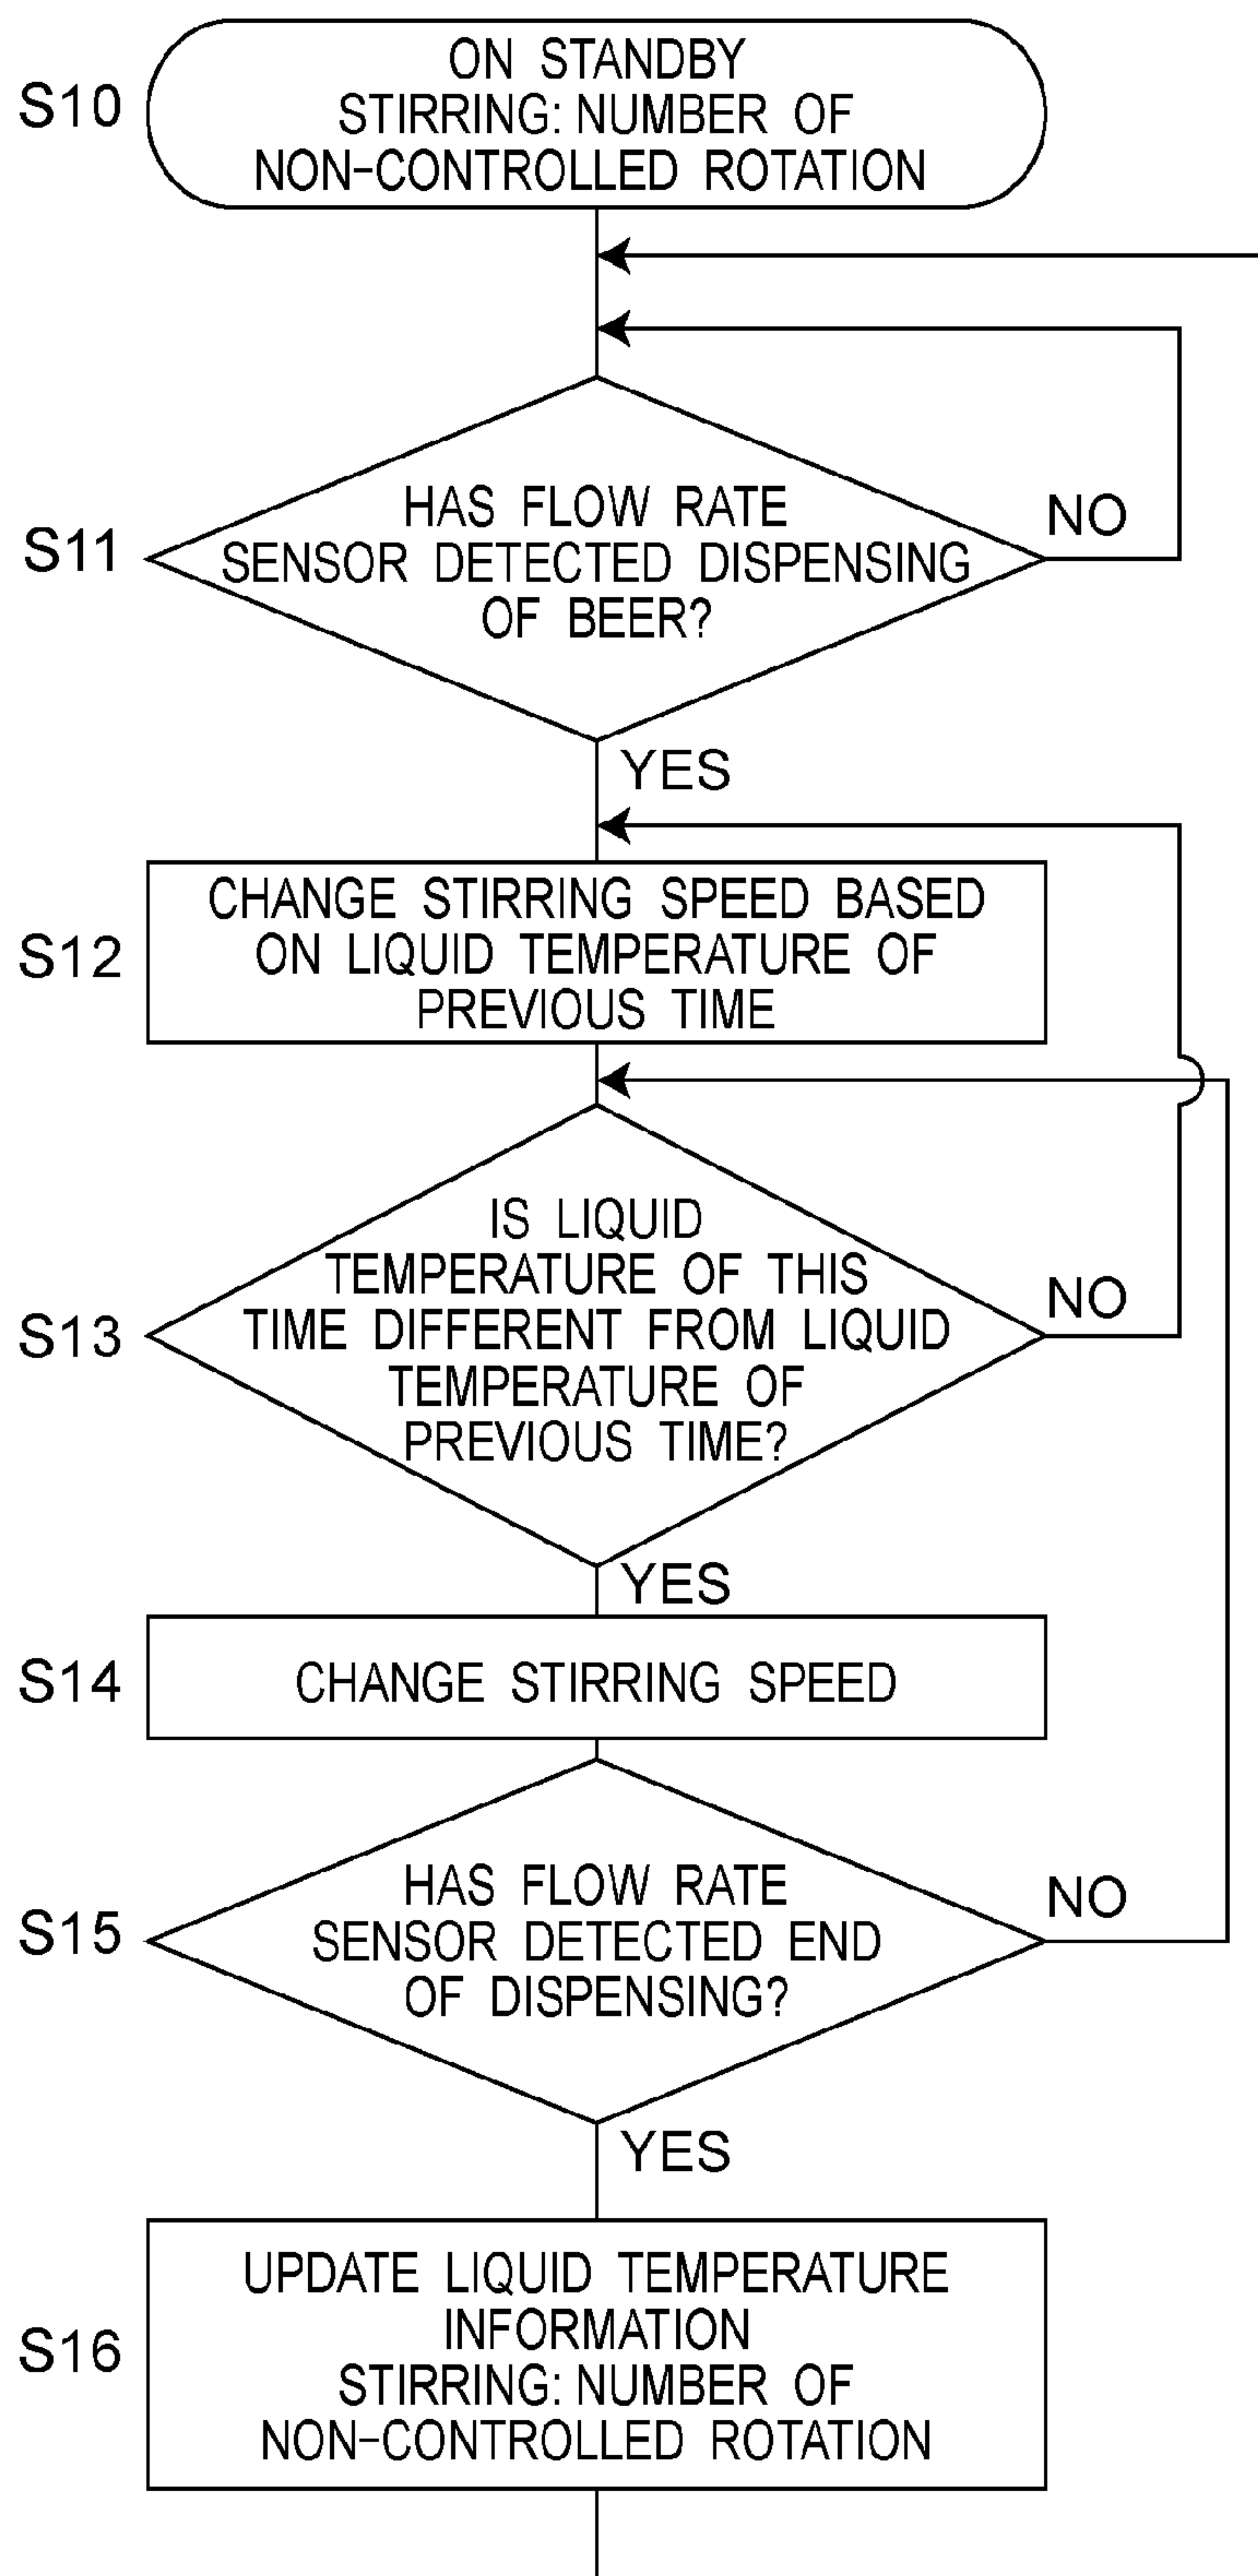 S10
ON STANDBY
STIRRING: NUMBER OF
NON-CONTROLLED ROTATION
S11
HAS FLOW RATE
SENSOR DETECTED DISPENSING
OF BEER?
NO
YES
S12
CHANGE STIRRING SPEED BASED
ON LIQUID TEMPERATURE OF
PREVIOUS TIME
S13
IS LIQUID
TEMPERATURE OF THIS
TIME DIFFERENT FROM LIQUID
TEMPERATURE OF
PREVIOUS TIME?
NO
YES
S14
CHANGE STIRRING SPEED
S15
HAS FLOW RATE
SENSOR DETECTED END
OF DISPENSING?
NO
YES
S16
UPDATE LIQUID TEMPERATURE
INFORMATION
STIRRING: NUMBER OF
NON-CONTROLLED ROTATION